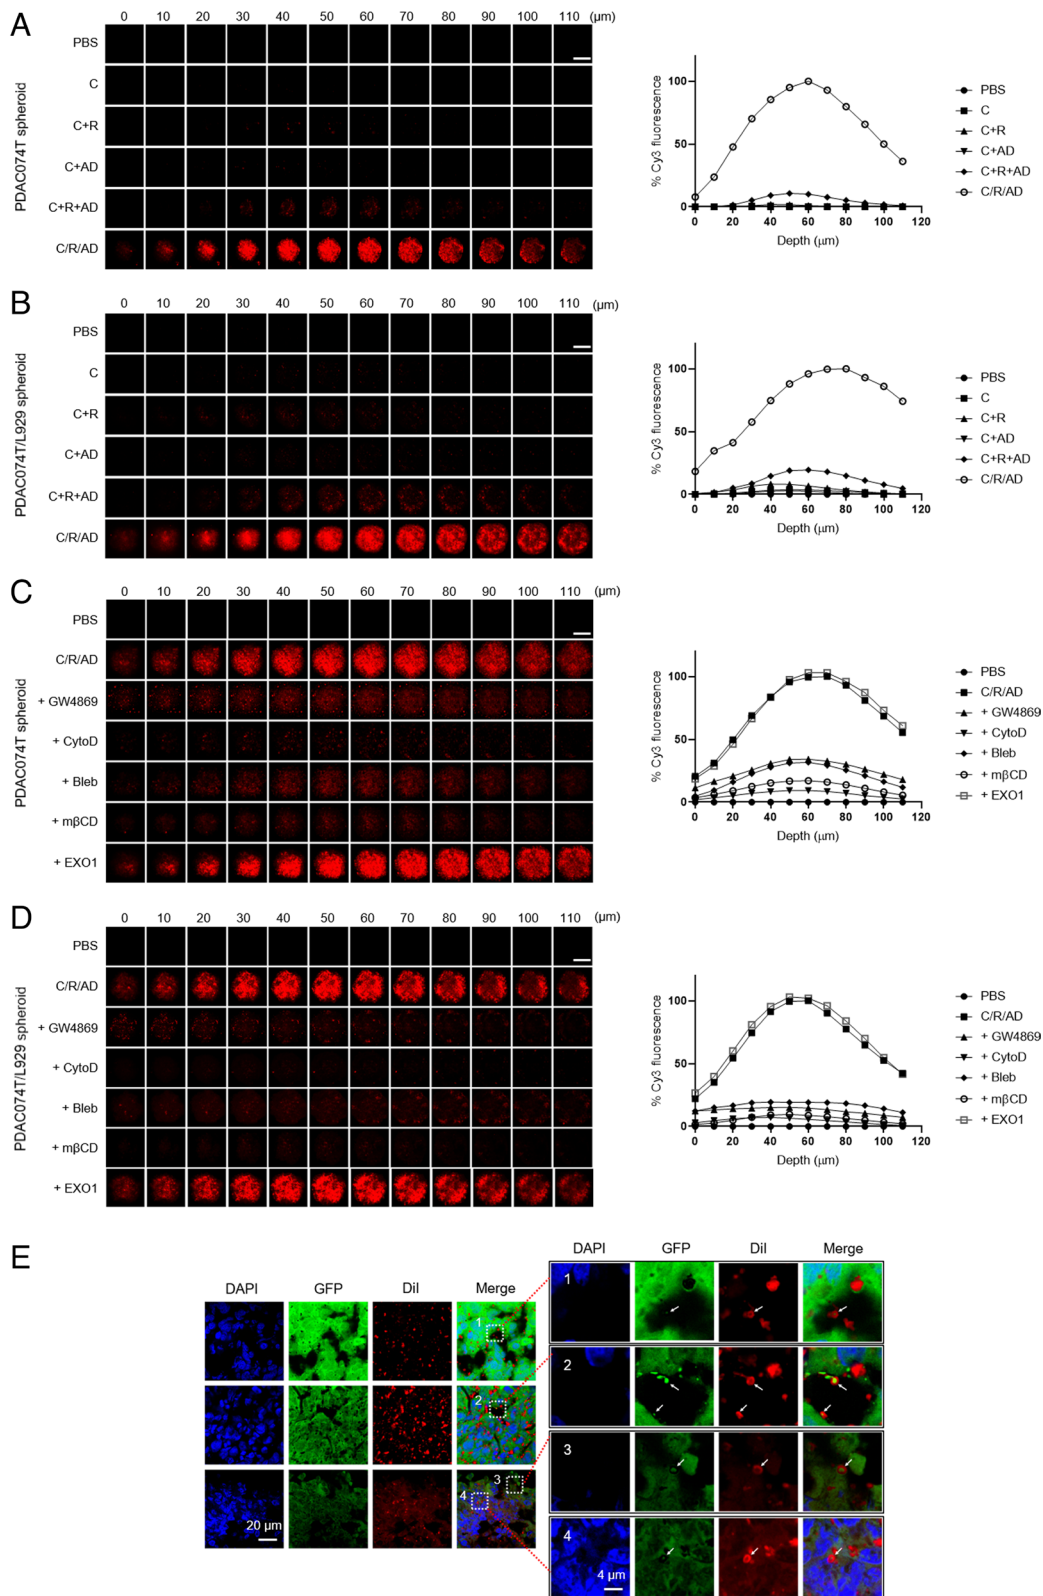 A
0 10 20 30 40 50 60 70 80 90 100 110 (µm)
PDAC074T spheroid
PBS
C
C+R
C+AD
C+R+AD
C/R/AD
% Cy3 fluorescence
100
50
0
0 20 40 60 80 100 120
Depth (µm)
PBS
C
C+R
C+AD
C+R+AD
C/R/AD
B
0 10 20 30 40 50 60 70 80 90 100 110 (µm)
PDAC074T/L929 spheroid
PBS
C
C+R
C+AD
C+R+AD
C/R/AD
% Cy3 fluorescence
100
50
0
0 20 40 60 80 100 120
Depth (µm)
PBS
C
C+R
C+AD
C+R+AD
C/R/AD
C
0 10 20 30 40 50 60 70 80 90 100 110 (µm)
PDAC074T spheroid
PBS
C/R/AD
+ GW4869
+ CytoD
+ Bleb
+ mβCD
+ EXO1
% Cy3 fluorescence
100
50
0
0 20 40 60 80 100 120
Depth (µm)
PBS
C/R/AD
+ GW4869
+ CytoD
+ Bleb
+ mβCD
+ EXO1
D
0 10 20 30 40 50 60 70 80 90 100 110 (µm)
PDAC074T/L929 spheroid
PBS
C/R/AD
+ GW4869
+ CytoD
+ Bleb
+ mβCD
+ EXO1
% Cy3 fluorescence
100
50
0
0 20 40 60 80 100 120
Depth (µm)
PBS
C/R/AD
+ GW4869
+ CytoD
+ Bleb
+ mβCD
+ EXO1
E
DAPI GFP DiI Merge
1
2
3
4
20 µm
DAPI GFP DiI Merge
1
2
3
4
4 µm